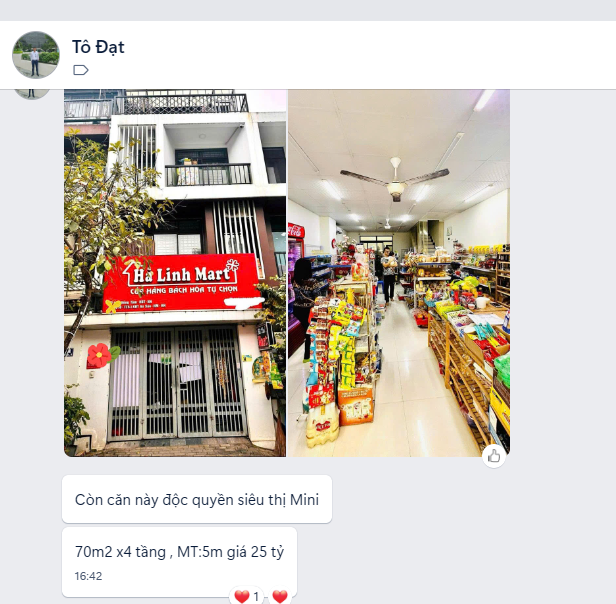 Tô Đạt
Hà Linh Mart
CỬA HÀNG BÁCH HÓA TỰ CHỌN
Còn căn này độc quyền siêu thị Mini
70m2 x4 tầng , MT:5m giá 25 tỷ
16:42
1